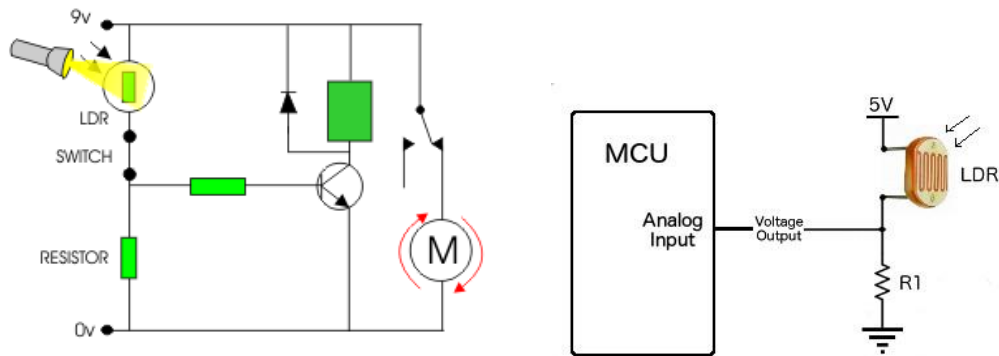 9v
LDR
SWITCH
RESISTOR
0v
M
MCU
Analog
Input
Voltage
Output
5V
LDR
R1